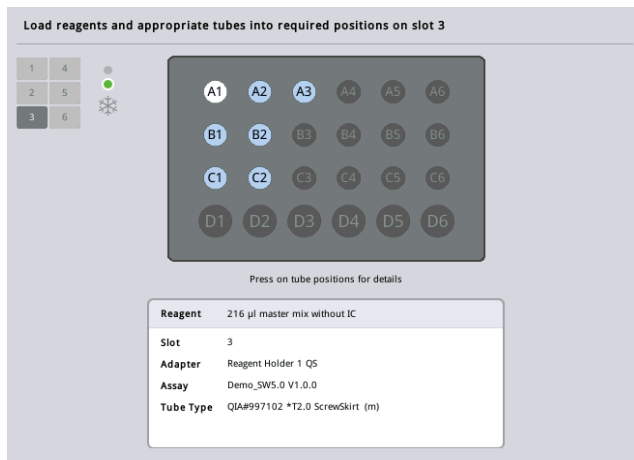 Load reagents and appropriate tubes into required positions on slot 3
1 4
2 5
3 6
A1 A2 A3 A4 A5 A6
B1 B2 B3 B4 B5 B6
C1 C2 C3 C4 C5 C6
D1 D2 D3 D4 D5 D6
Press on tube positions for details
Reagent 216 µl master mix without IC
Slot 3
Adapter Reagent Holder 1 QS
Assay Demo_SW5.0 V1.0.0
Tube Type QIA#997102 *T2.0 ScrewSkirt (m)